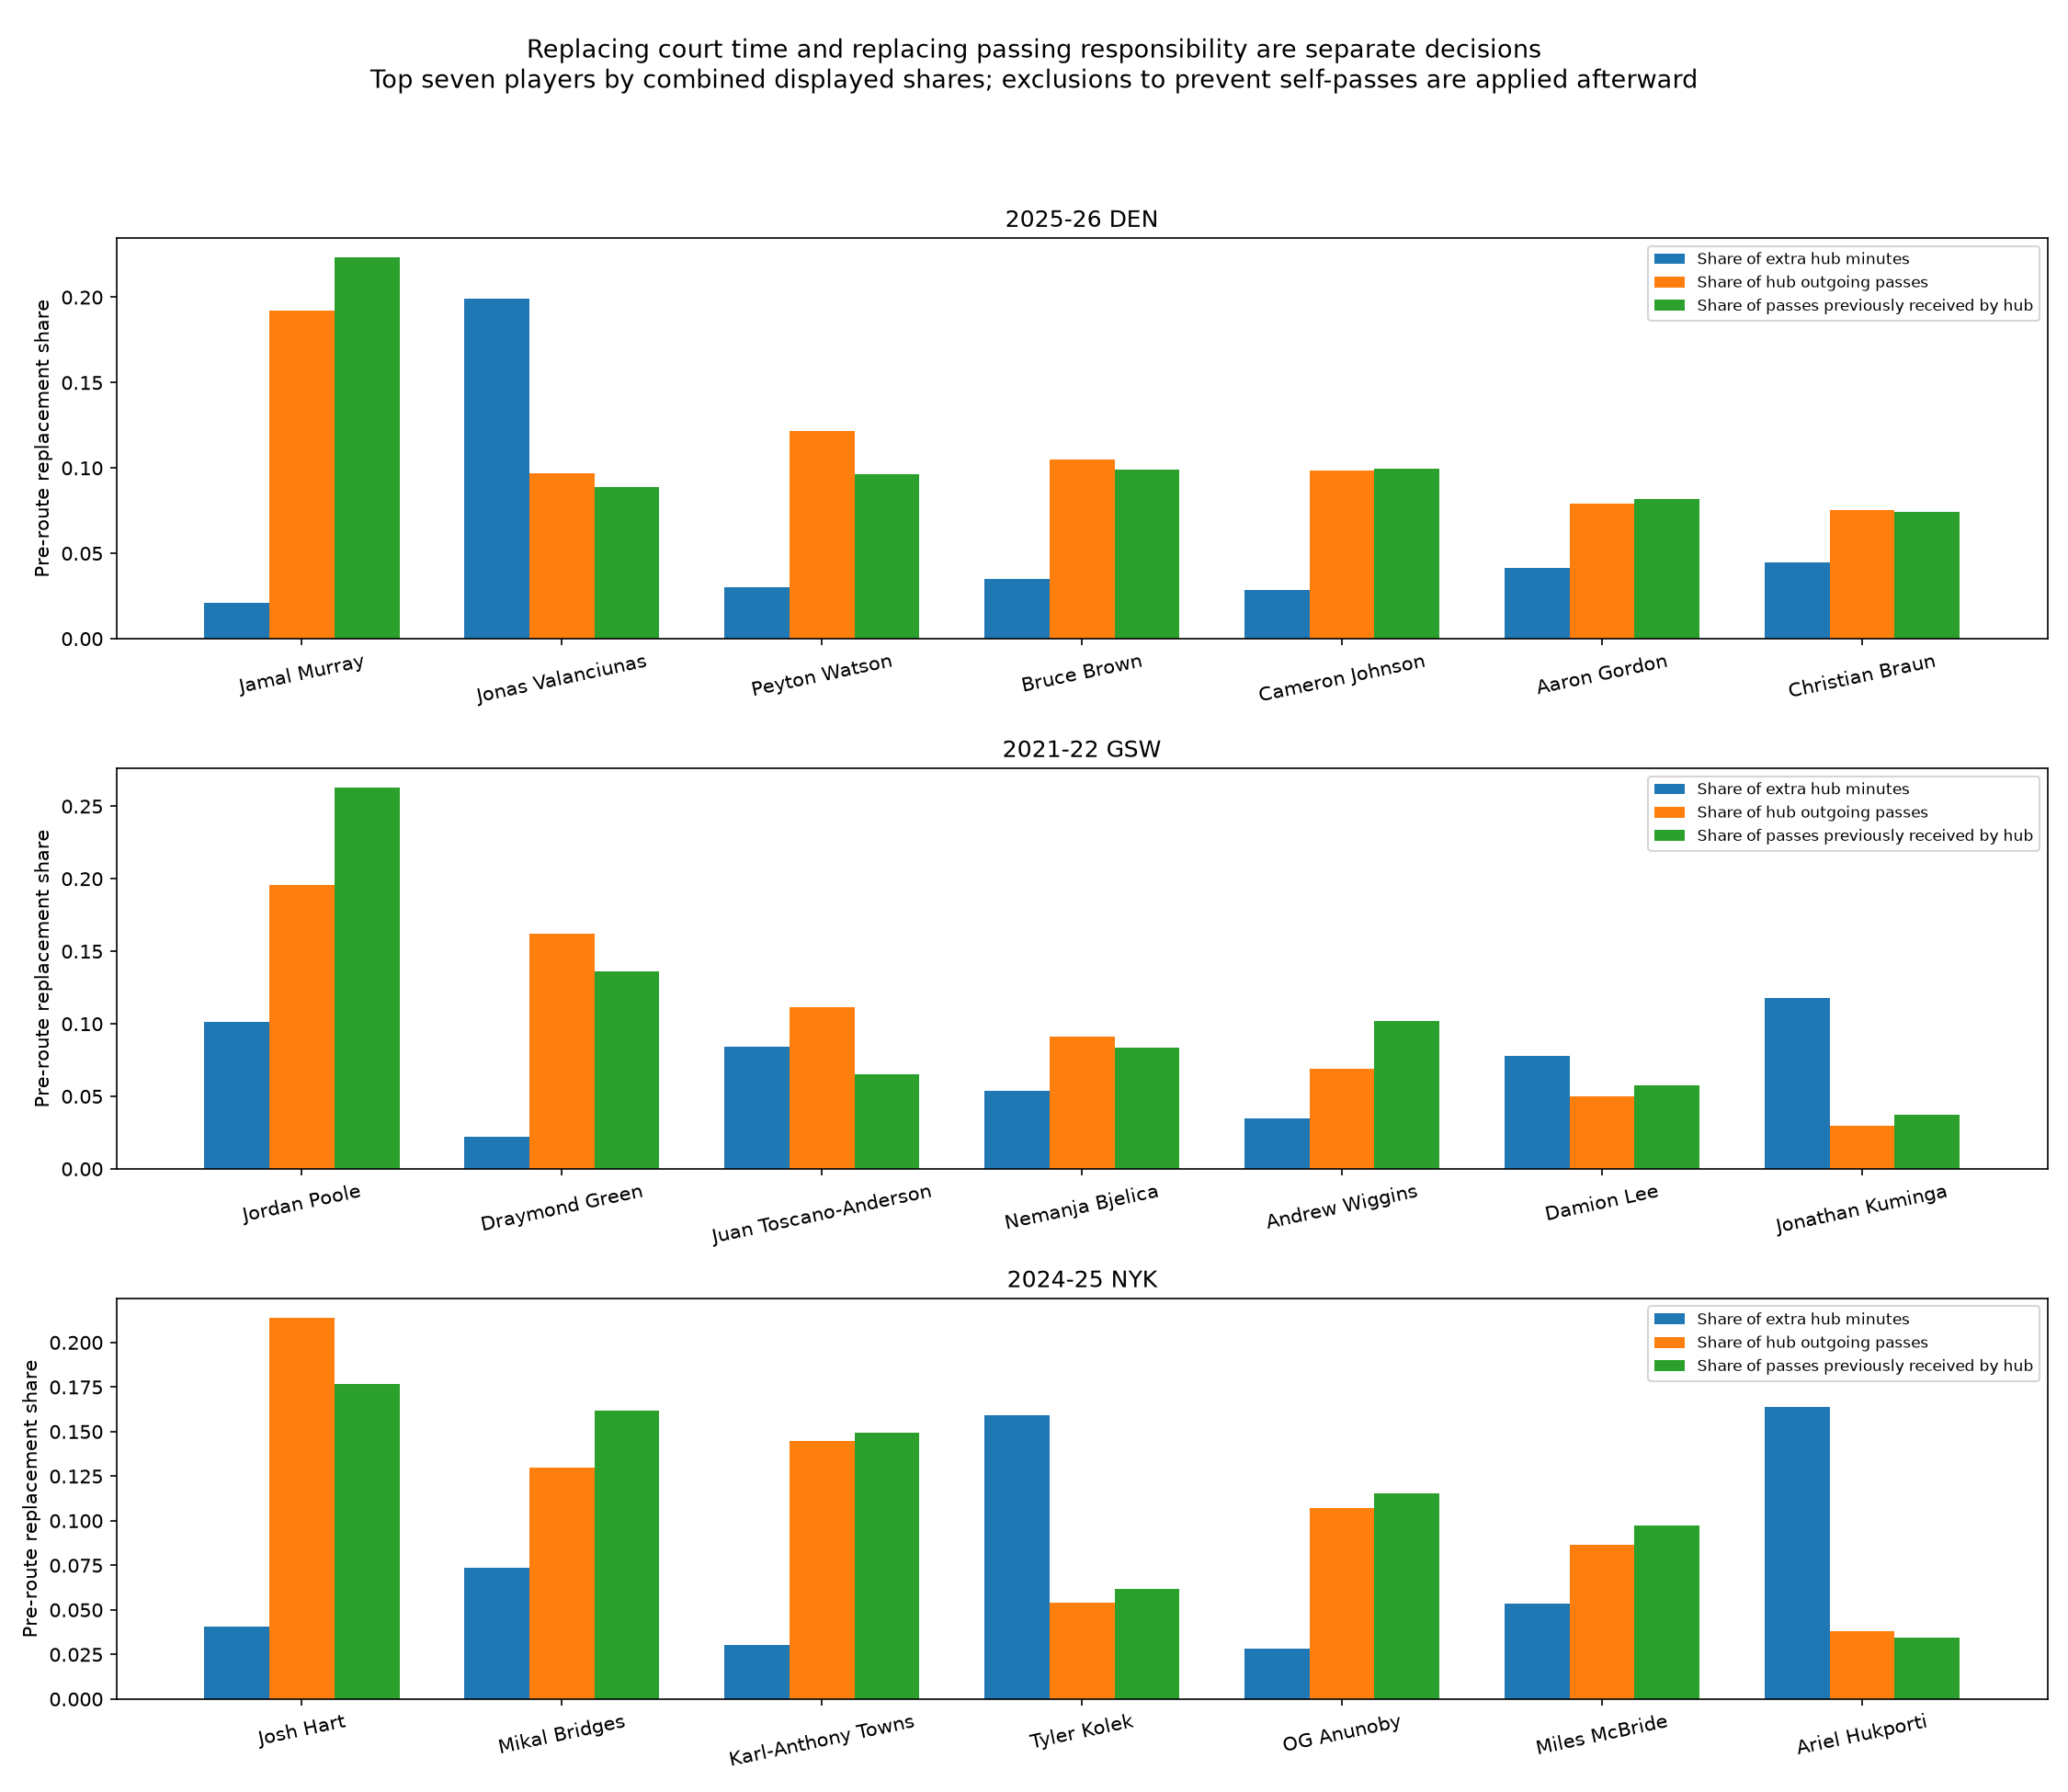 Replacing court time and replacing passing responsibility are separate decisions
Top seven players by combined displayed shares; exclusions to prevent self-passes are applied afterward
2025-26 DEN
Pre-route replacement share
0.20
0.15
0.10
0.05
0.00
Share of extra hub minutes
Share of hub outgoing passes
Share of passes previously received by hub
Jamal Murray
Jonas Valanciunas
Peyton Watson
Bruce Brown
Cameron Johnson
Aaron Gordon
Christian Braun
2021-22 GSW
Pre-route replacement share
0.25
0.20
0.15
0.10
0.05
0.00
Share of extra hub minutes
Share of hub outgoing passes
Share of passes previously received by hub
Jordan Poole
Draymond Green
Juan Toscano-Anderson
Nemanja Bjelica
Andrew Wiggins
Damion Lee
Jonathan Kuminga
2024-25 NYK
Pre-route replacement share
0.200
0.175
0.150
0.125
0.100
0.075
0.050
0.025
0.000
Share of extra hub minutes
Share of hub outgoing passes
Share of passes previously received by hub
Josh Hart
Mikal Bridges
Karl-Anthony Towns
Tyler Kolek
OG Anunoby
Miles McBride
Ariel Hukporti